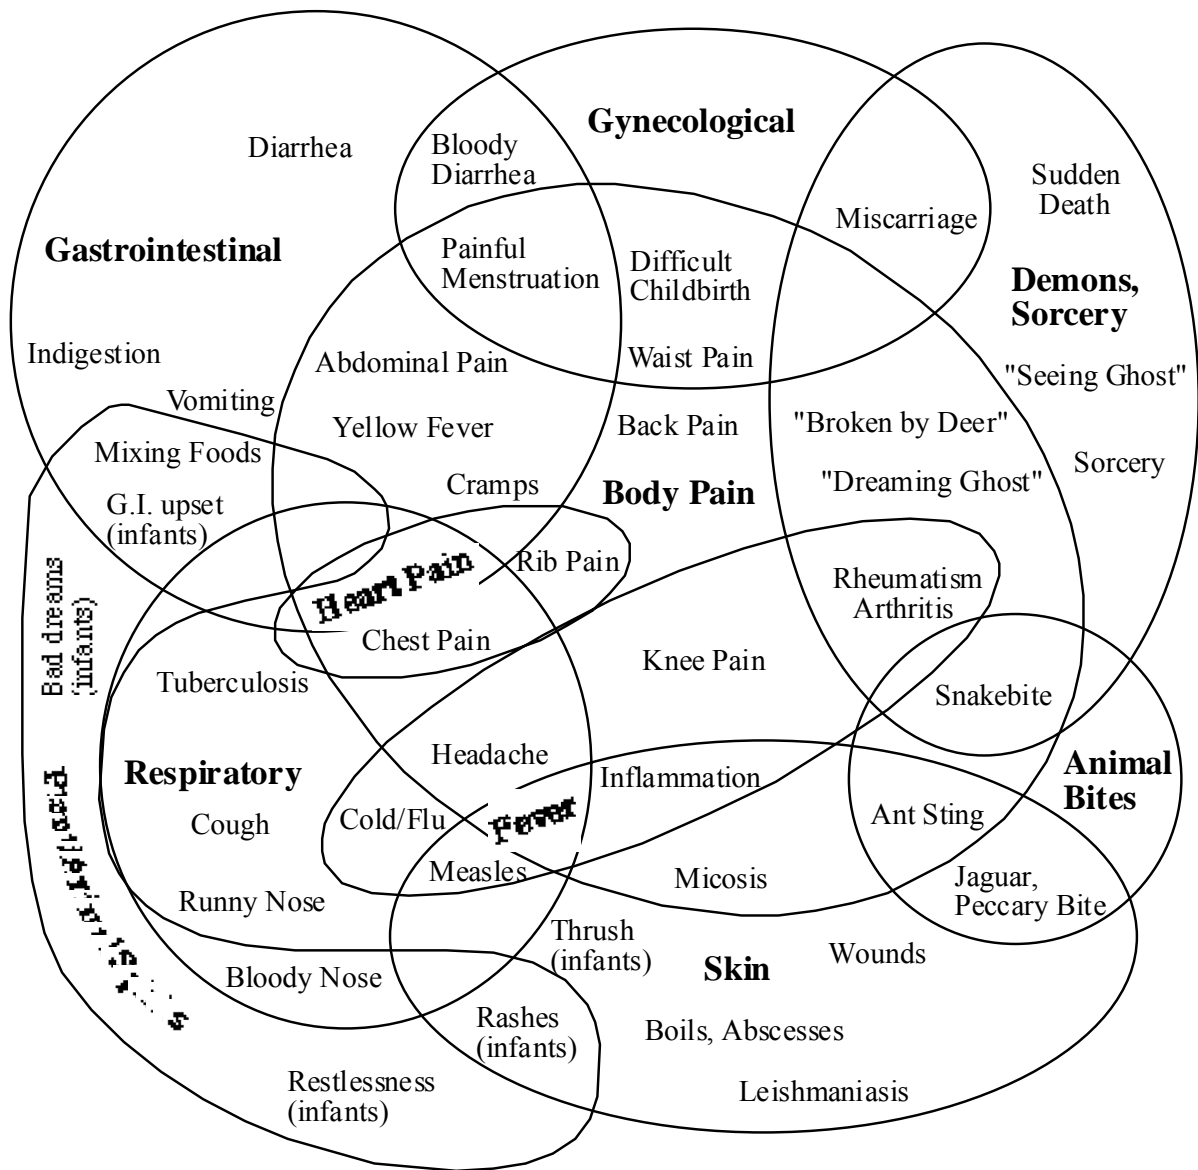 Gynecological
Diarrhea
Bloody
Diarrhea
Sudden
Death
Miscarriage
Gastrointestinal
Painful
Menstruation
Difficult
Childbirth
Demons,
Sorcery
Indigestion
Abdominal Pain
Waist Pain
"Seeing Ghost"
Vomiting
Yellow Fever
Back Pain
"Broken by Deer"
Mixing Foods
Sorcery
Cramps
Body Pain
"Dreaming Ghost"
G.I. upset
(infants)
Rib Pain
Heart Pain
Rheumatism
Arthritis
Bad dreams
(infants)
Chest Pain
Knee Pain
Tuberculosis
Snakebite
Headache
Respiratory
Inflammation
Animal
Bites
Cough
Cold/Flu
Fever
Ant Sting
Measles
Micosis
Jaguar,
Peccary Bite
Runny Nose
Thrush
(infants)
Wounds
Bloody Nose
Skin
Rashes
(infants)
Boils, Abscesses
Restlessness
(infants)
Leishmaniasis